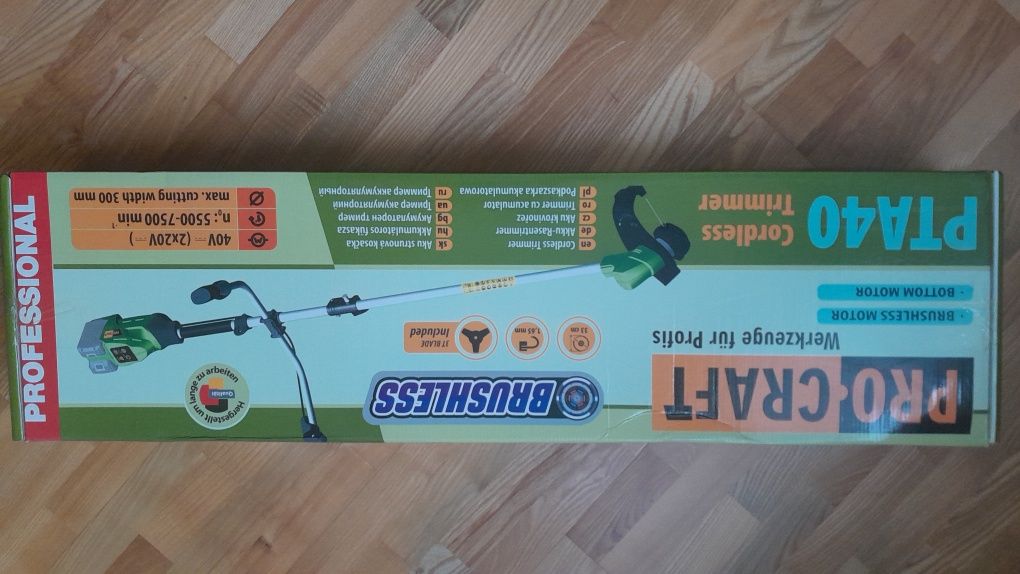 PRO-CRAFT
Werkzeuge für Profis
· BRUSHLESS MOTOR
· BOTTOM MOTOR
PTA40
Cordless
Trimmer
BRUSHLESS
Hergestellt um lange zu arbeiten
Qualität
33 cm
1,65 mm
3T BLADE
Included
en Cordless Trimmer
de Akku-Rasentrimmer
cz Aku křovinořez
ro Trimmer cu acumulator
pl Podkaszarka akumulatorowa
sk Aku strunová kosačka
hu Akkumulátoros fűkasza
bg Акумулаторен тример
ua Тример акумуляторний
ru Триммер аккумуляторный
40V ⎓ (2x20V ⎓)
n₀: 5500-7500 min⁻¹
max. cutting width 300 mm
PROFESSIONAL